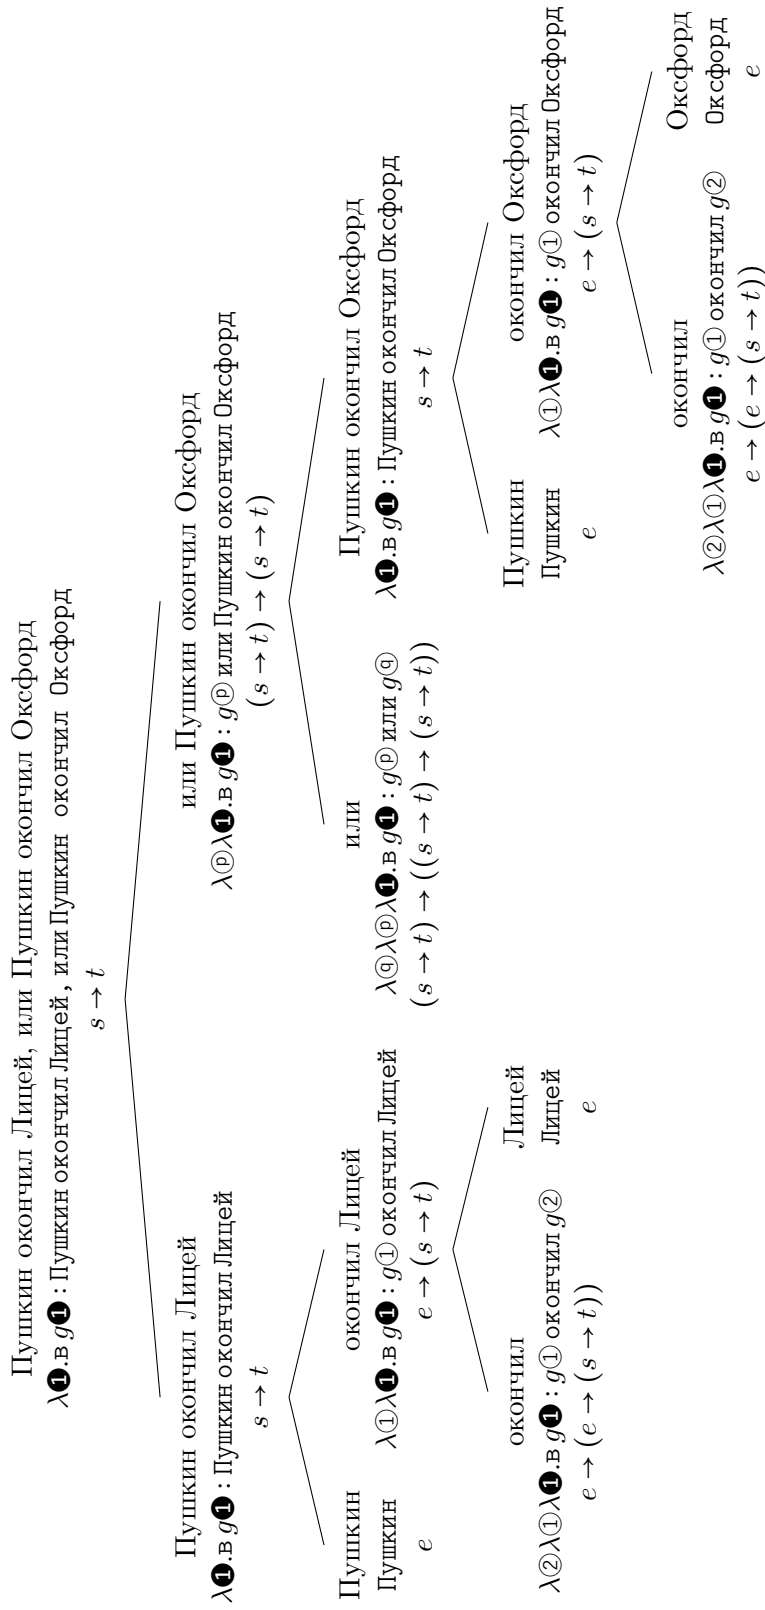 Пушкин окончил Лицей, или Пушкин окончил Оксфорд
λ❶.в g❶: Пушкин окончил Лицей, или Пушкин окончил Оксфорд
s → t
Пушкин окончил Лицей
λ❶.в g❶: Пушкин окончил Лицей
s → t
или Пушкин окончил Оксфорд
λⓟλ❶.в g❶: gⓟ или Пушкин окончил Оксфорд
(s → t) → (s → t)
Пушкин
Пушкин
e
окончил Лицей
λ①λ❶.в g❶: g① окончил Лицей
e → (s → t)
или
λⓠλⓟλ❶.в g❶: gⓟ или gⓠ
(s → t) → ((s → t) → (s → t))
Пушкин окончил Оксфорд
λ❶.в g❶: Пушкин окончил Оксфорд
s → t
окончил
λ②λ①λ❶.в g❶: g① окончил g②
e → (e → (s → t))
Лицей
Лицей
e
Пушкин
Пушкин
e
окончил Оксфорд
λ①λ❶.в g❶: g① окончил Оксфорд
e → (s → t)
окончил
λ②λ①λ❶.в g❶: g① окончил g②
e → (e → (s → t))
Оксфорд
Оксфорд
e